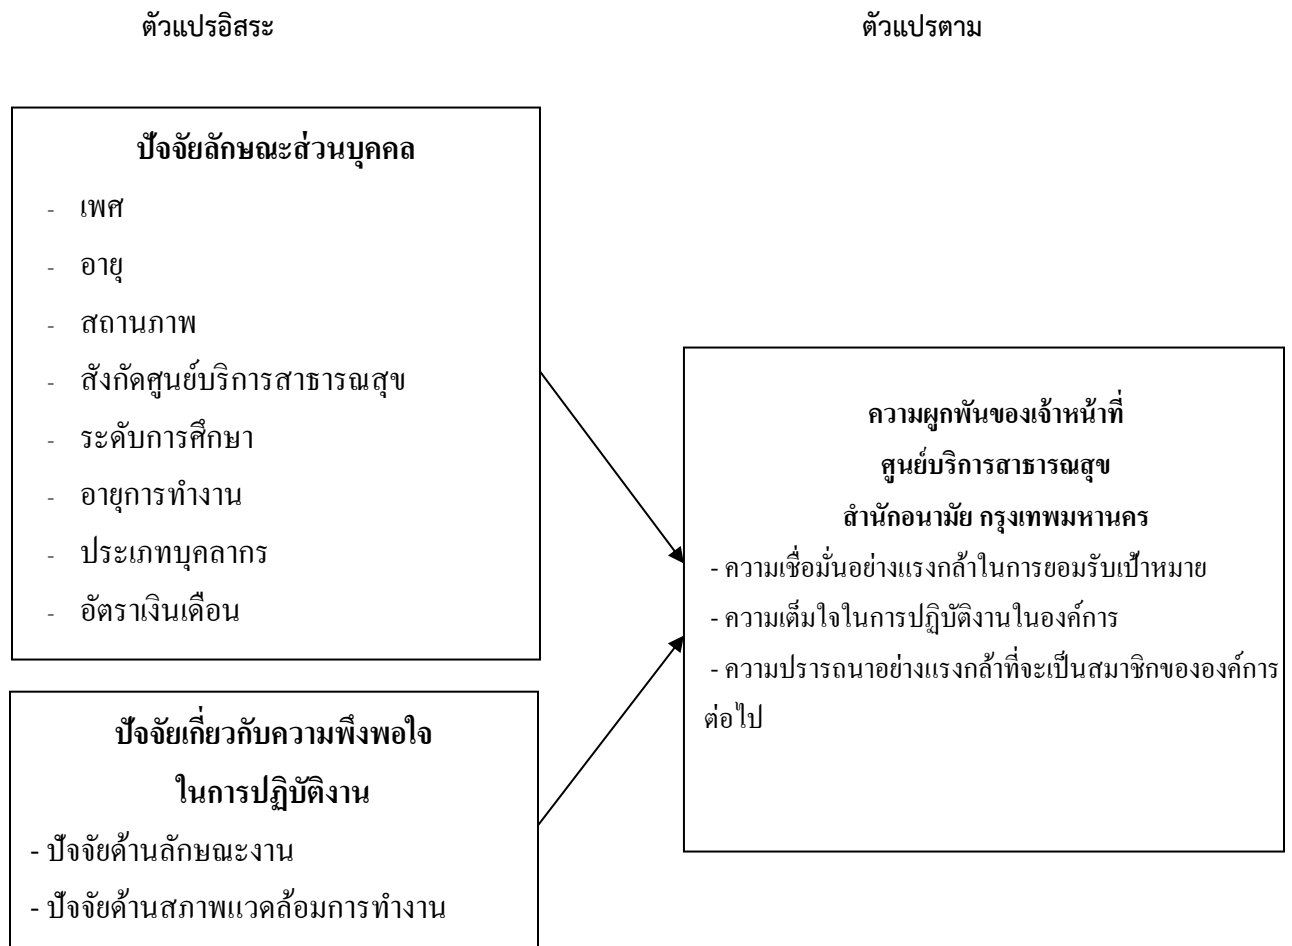 ตัวแปรอิสระ
ตัวแปรตาม
ปัจจัยลักษณะส่วนบุคคล
- เพศ
- อายุ
- สถานภาพ
- สังกัดศูนย์บริการสาธารณสุข
- ระดับการศึกษา
- อายุการทำงาน
- ประเภทบุคลากร
- อัตราเงินเดือน
ปัจจัยเกี่ยวกับความพึงพอใจ
ในการปฏิบัติงาน
- ปัจจัยด้านลักษณะงาน
- ปัจจัยด้านสภาพแวดล้อมการทำงาน
ความผูกพันของเจ้าหน้าที่
ศูนย์บริการสาธารณสุข
สำนักอนามัย กรุงเทพมหานคร
- ความเชื่อมั่นอย่างแรงกล้าในการยอมรับเป้าหมาย
- ความเต็มใจในการปฏิบัติงานในองค์การ
- ความปรารถนาอย่างแรงกล้าที่จะเป็นสมาชิกขององค์การ
ต่อไป